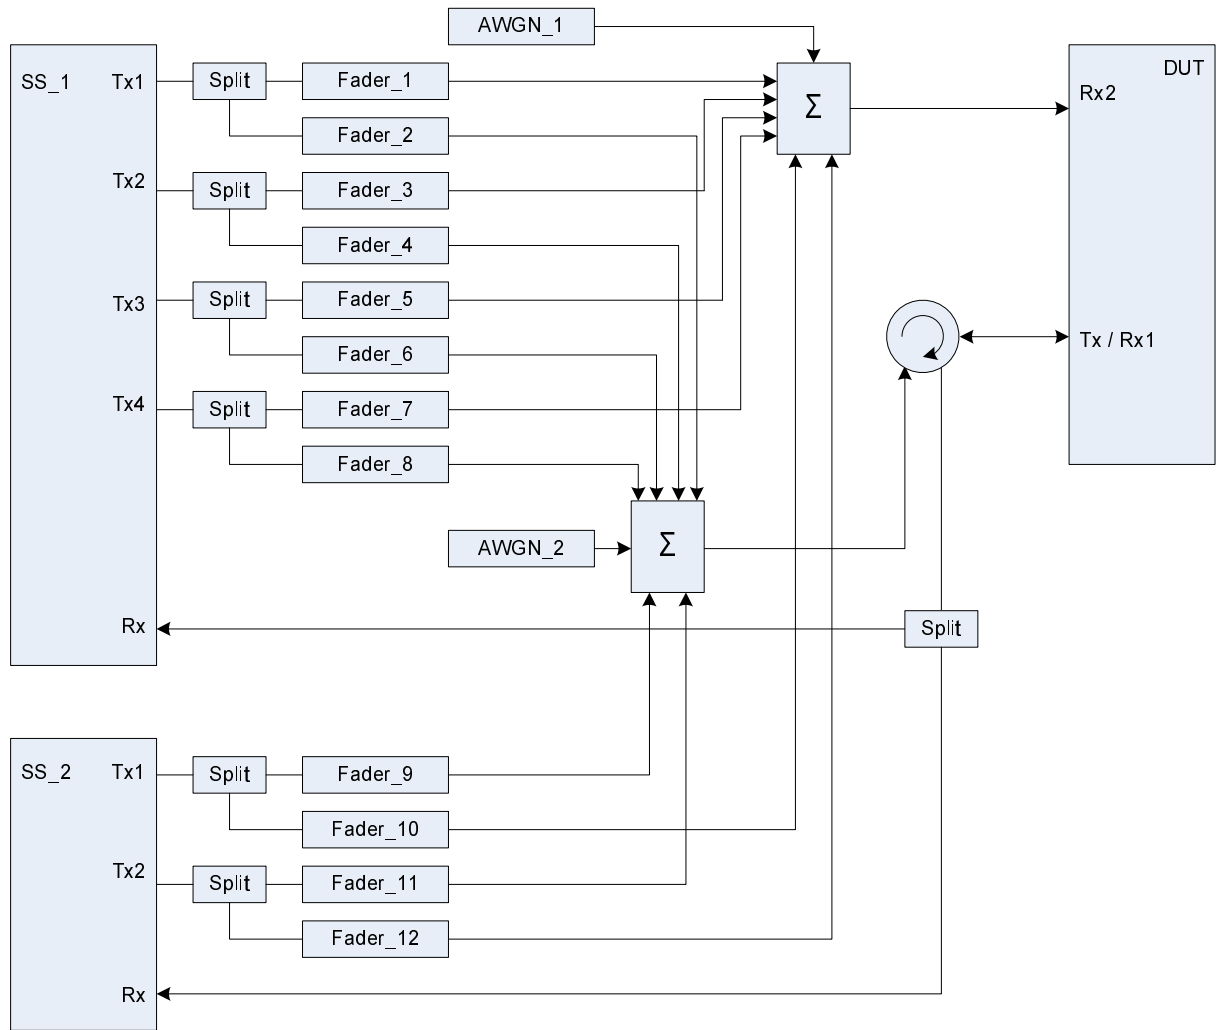 AWGN_1
SS_1
Tx1
Split
Fader_1
Σ
DUT
Rx2
Fader_2
Tx2
Split
Fader_3
Fader_4
Tx3
Split
Fader_5
Fader_6
Tx / Rx1
Tx4
Split
Fader_7
Fader_8
AWGN_2
Σ
Rx
Split
SS_2
Tx1
Split
Fader_9
Fader_10
Tx2
Split
Fader_11
Fader_12
Rx